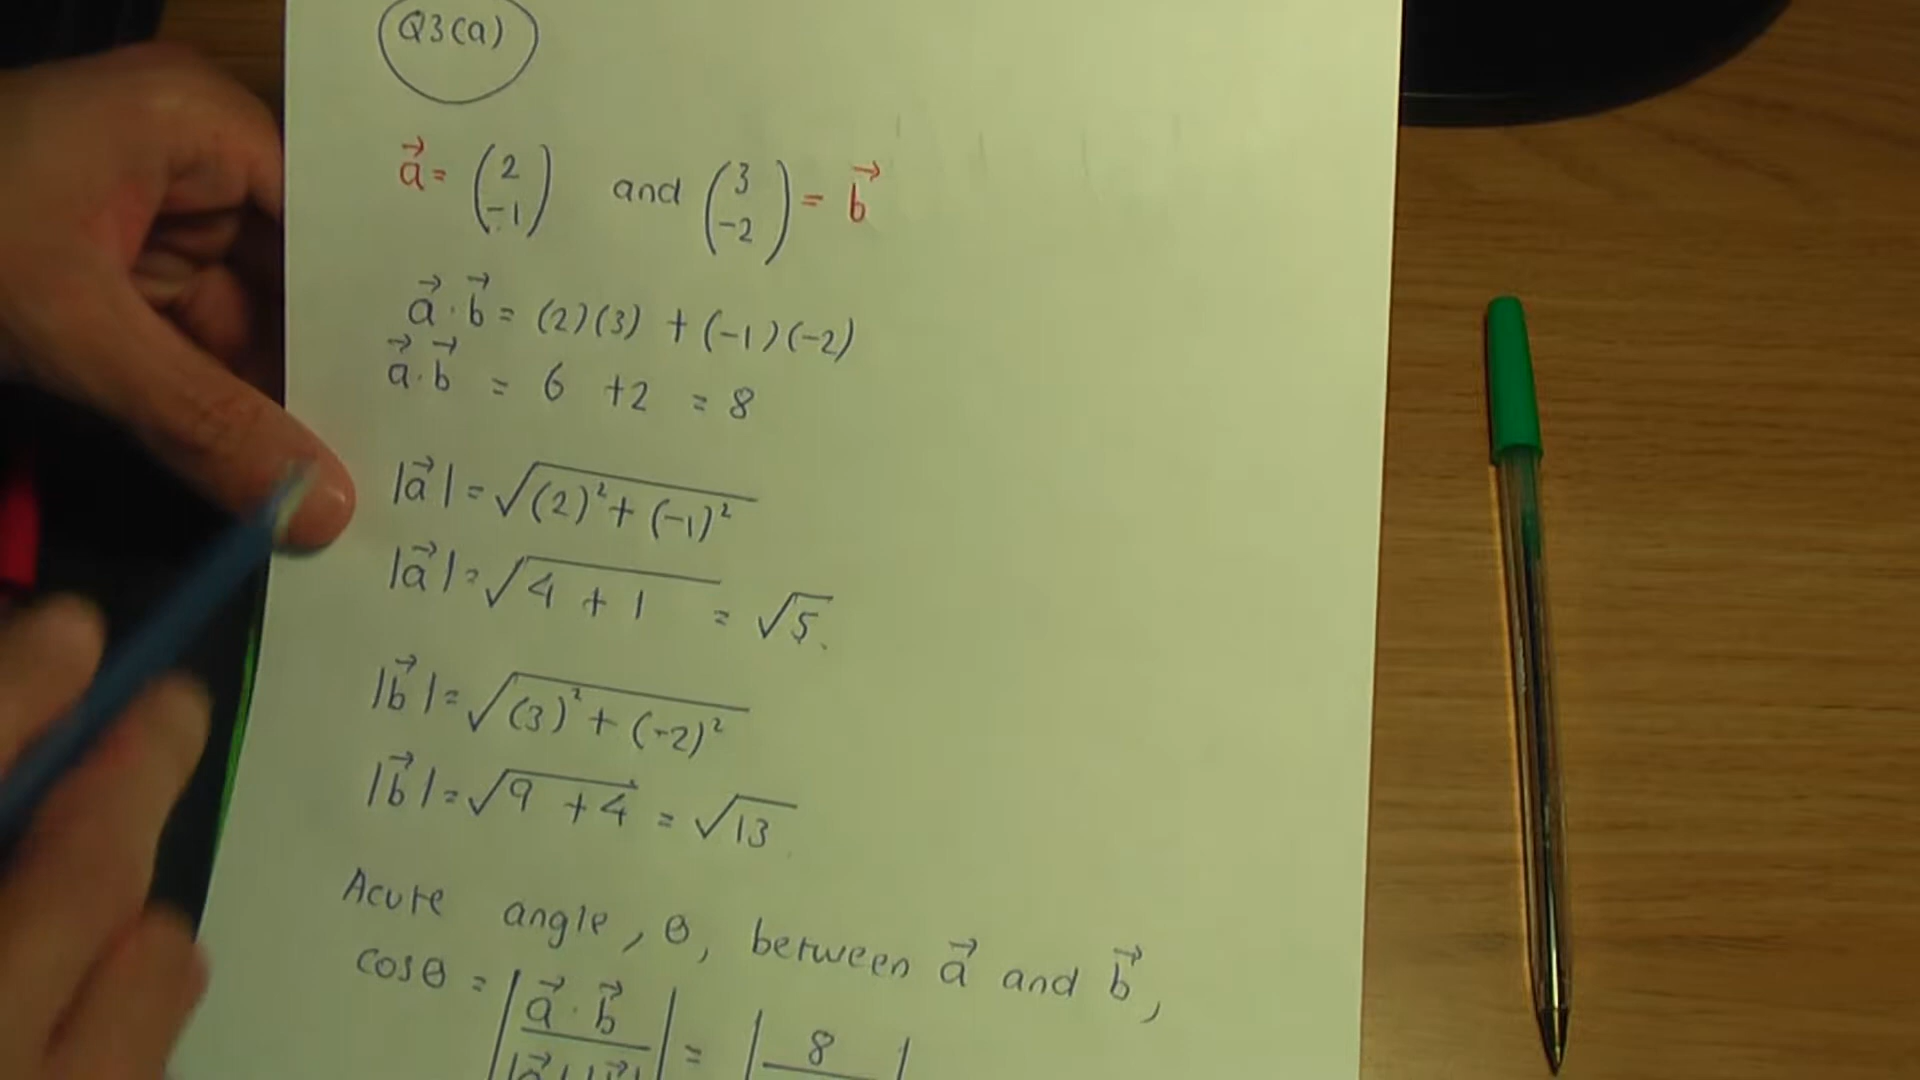 Q3(a)
a⃗ = (2 -1) and (3 -2) = b⃗
a⃗ · b⃗ = (2)(3) + (-1)(-2)
a⃗ · b⃗ = 6 + 2 = 8
|a⃗| = √((2)² + (-1)²)
|a⃗| = √(4 + 1) = √5.
|b⃗| = √((3)² + (-2)²)
|b⃗| = √(9 + 4) = √13
Acute angle, θ, between a⃗ and b⃗,
cosθ = |a⃗ · b⃗ / |a⃗| |b⃗|| = | 8 |